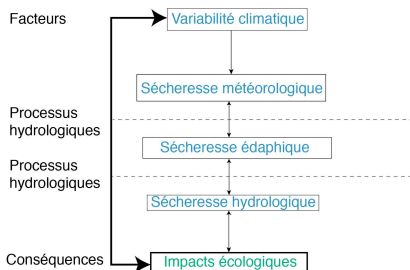 Facteurs
Variabilité climatique
Sécheresse météorologique
Processus
hydrologiques
Sécheresse édaphique
Processus
hydrologiques
Sécheresse hydrologique
Conséquences
Impacts écologiques